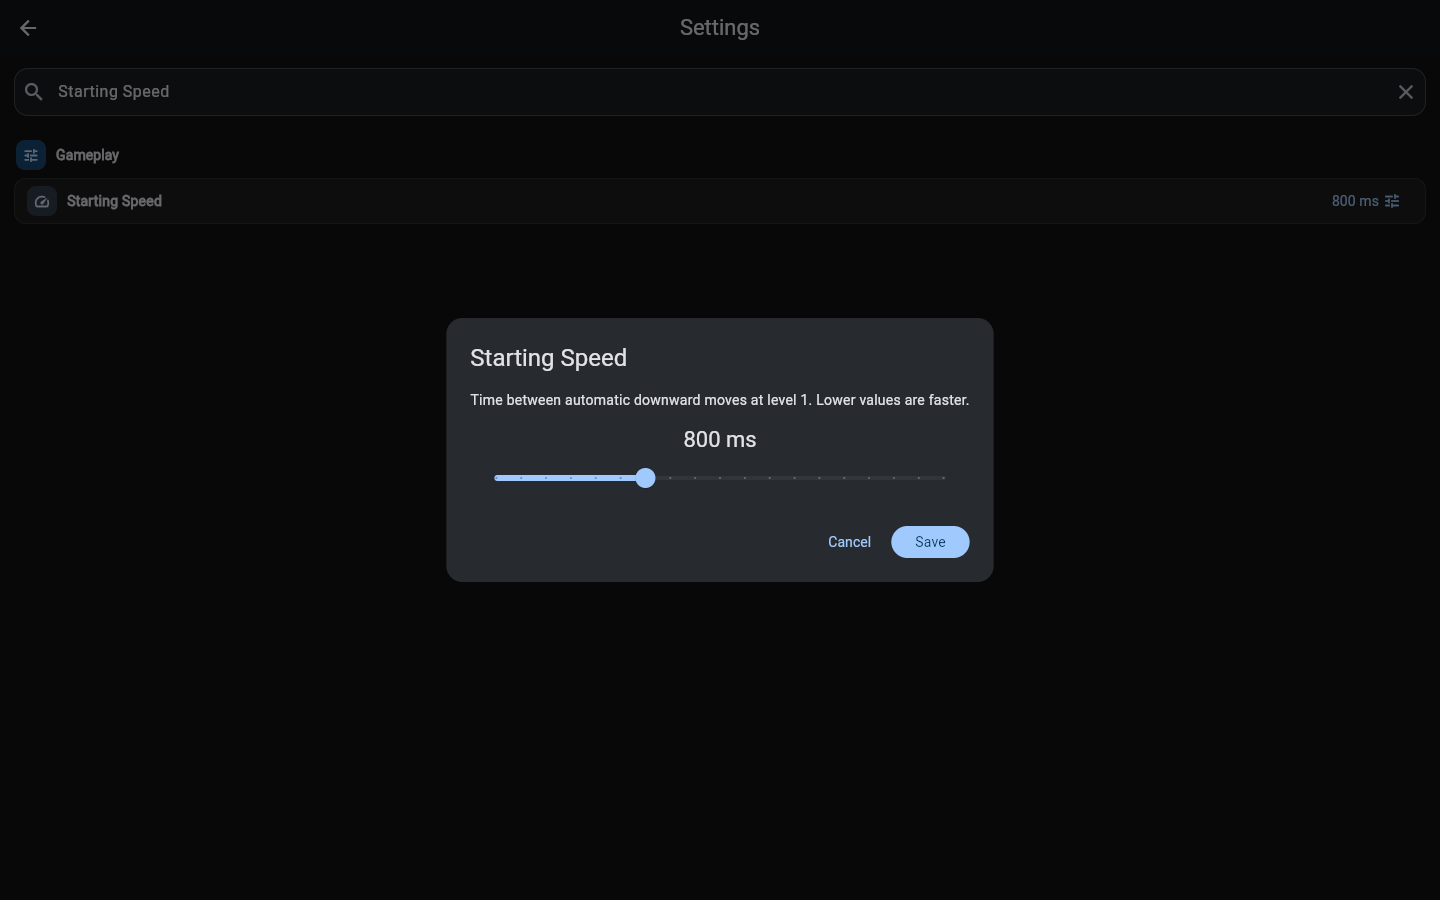 Settings
Starting Speed
Gameplay
Starting Speed
800 ms
Starting Speed
Time between automatic downward moves at level 1. Lower values are faster.
800 ms
Cancel
Save